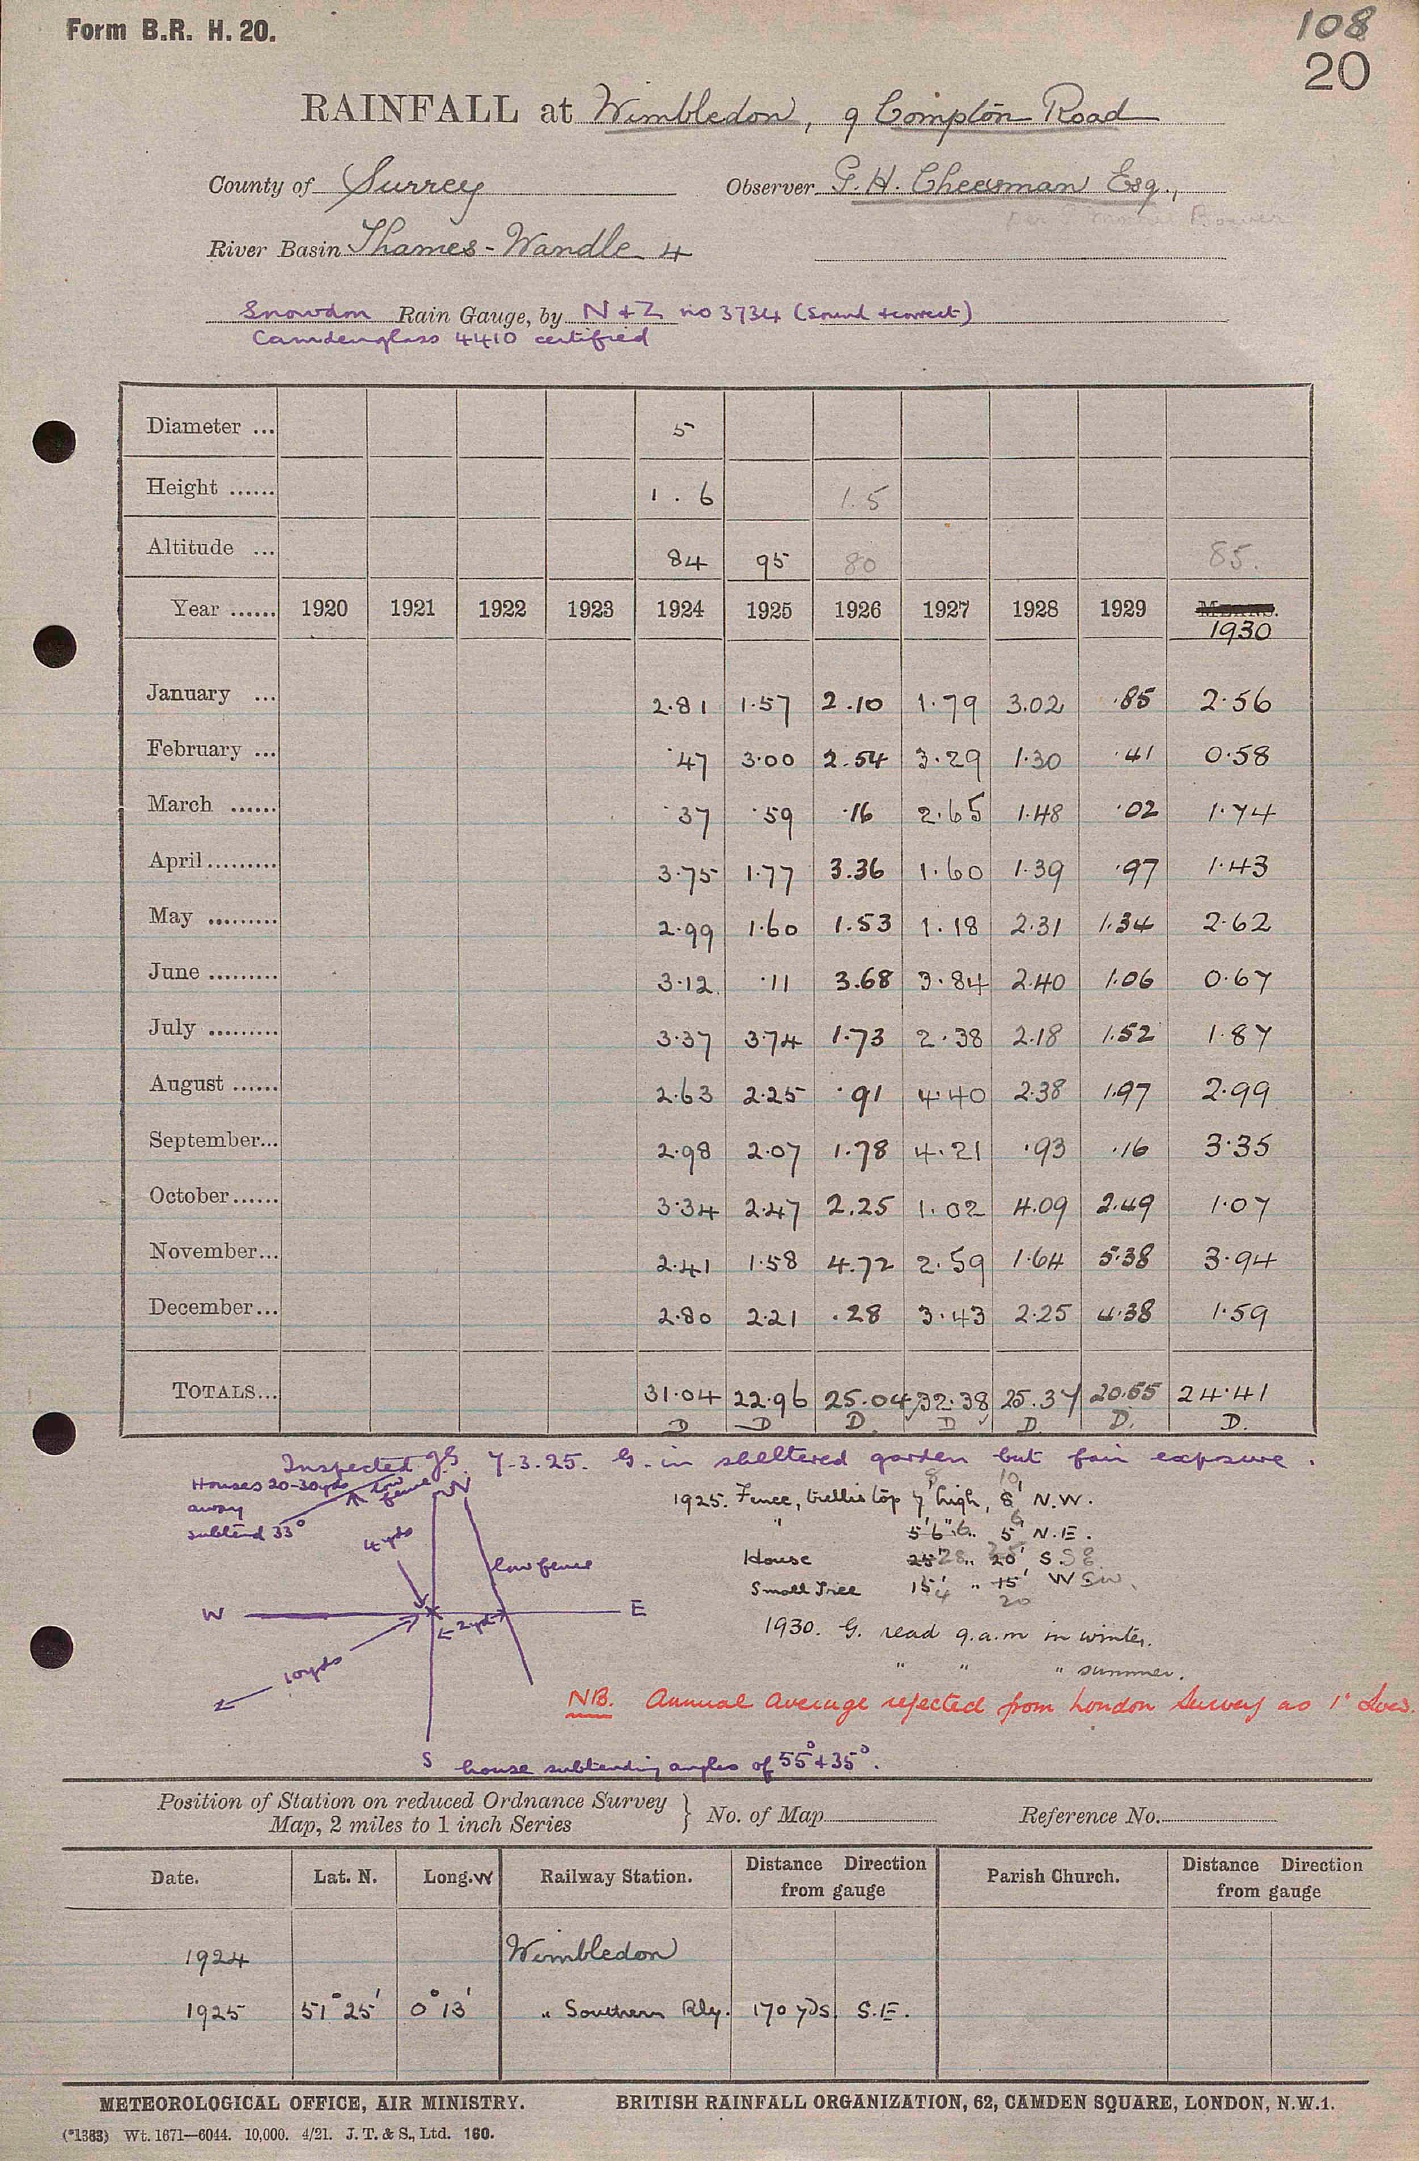 Form B.R. H. 20.
108
20
RAINFALL at Wimbledon, 9 Compton Road
County of Surrey Observer G. H. Cheesman Esq.,
River Basin Thames - Wandle 4
Snowdon Rain Gauge, by N + Z no 3734 (Sound + correct)
Camden glass 4410 certified
Diameter ... 5
Height ...... 1 . 6 1.5
Altitude ... 84 95 80 85.
Year ...... 1920 1921 1922 1923 1924 1925 1926 1927 1928 1929 1930
January ... 2.81 1.57 2.10 1.79 3.02 .85 2.56
February ... .47 3.00 2.54 3.29 1.30 .41 0.58
March ...... .37 .59 .16 2.65 1.48 .02 1.74
April ......... 3.75 1.77 3.36 1.60 1.39 .97 1.43
May ......... 2.99 1.60 1.53 1.18 2.31 1.34 2.62
June ......... 3.12 .11 3.68 3.84 2.40 1.06 0.67
July ......... 3.37 3.74 1.73 2.38 2.18 1.52 1.87
August ...... 2.63 2.25 .91 4.40 2.38 1.97 2.99
September... 2.98 2.07 1.78 4.21 .93 .16 3.35
October ...... 3.34 2.47 2.25 1.02 4.09 2.49 1.07
November... 2.41 1.58 4.72 2.59 1.64 5.38 3.94
December... 2.80 2.21 .28 3.43 2.25 4.38 1.59
TOTALS... 31.04 22.96 25.04 32.38 25.37 20.55 24.41
D D D. D D. D. D.
Inspected JG 7.3.25. G. in sheltered garden but fair exposure.
Houses 20-30yds away
subtend 33°
low fence
N
4 yds
low fence
W
E
2yds
10yds
S
house subtending angles of 55° + 35°.
1925. Fence, trellis top 7' high, 8' N.W.
" 5'6" 5' N.E.
House 25' " 20' S.
Small Tree 15' " 15' W
1930. G. read 9.a.m in winter.
" " " summer.
NB. Annual Average rejected from London Survey as 1" low.
Position of Station on reduced Ordnance Survey
Map, 2 miles to 1 inch Series } No. of Map Reference No.
Date. Lat. N. Long. W Railway Station. Distance Direction from gauge Parish Church. Distance Direction from gauge
1924 Wimbledon
1925 51° 25' 0° 13' " Southern Rly. 170 yds. S.E.
METEOROLOGICAL OFFICE, AIR MINISTRY. BRITISH RAINFALL ORGANIZATION, 62, CAMDEN SQUARE, LONDON, N.W.1.
(*1383) Wt. 1671—6044. 10,000. 4/21. J. T. & S., Ltd. 160.